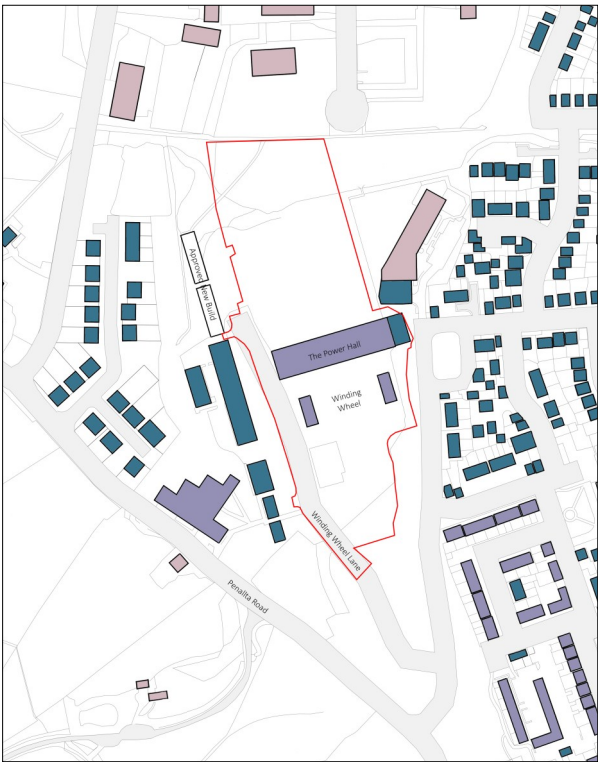 Approved
New Build
The Power Hall
Winding
Wheel
Winding Wheel Lane
Penallta Road